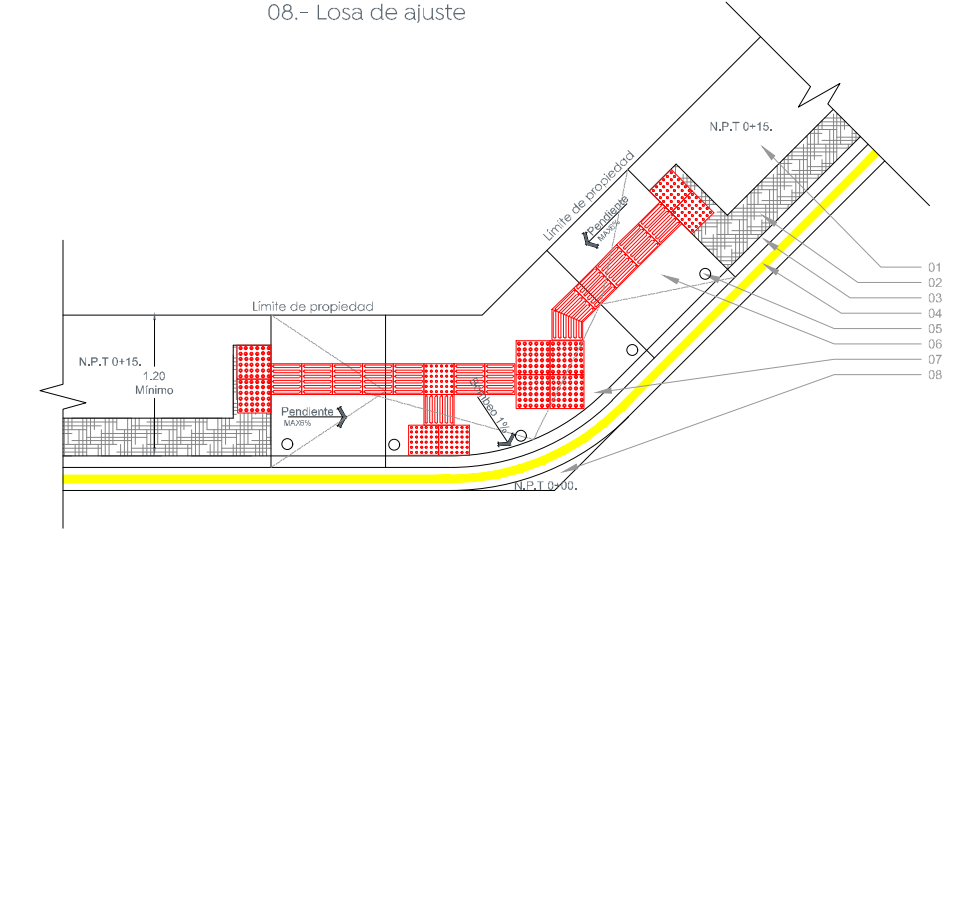 08.- Losa de ajuste
N.P.T 0+15.
Límite de propiedad
Pendiente
MAX6%
01
02
03
04
05
06
07
08
Límite de propiedad
N.P.T 0+15.
1.20
Mínimo
Pendiente
MAX6%
Bombeo 1%
N.P.T 0+00.